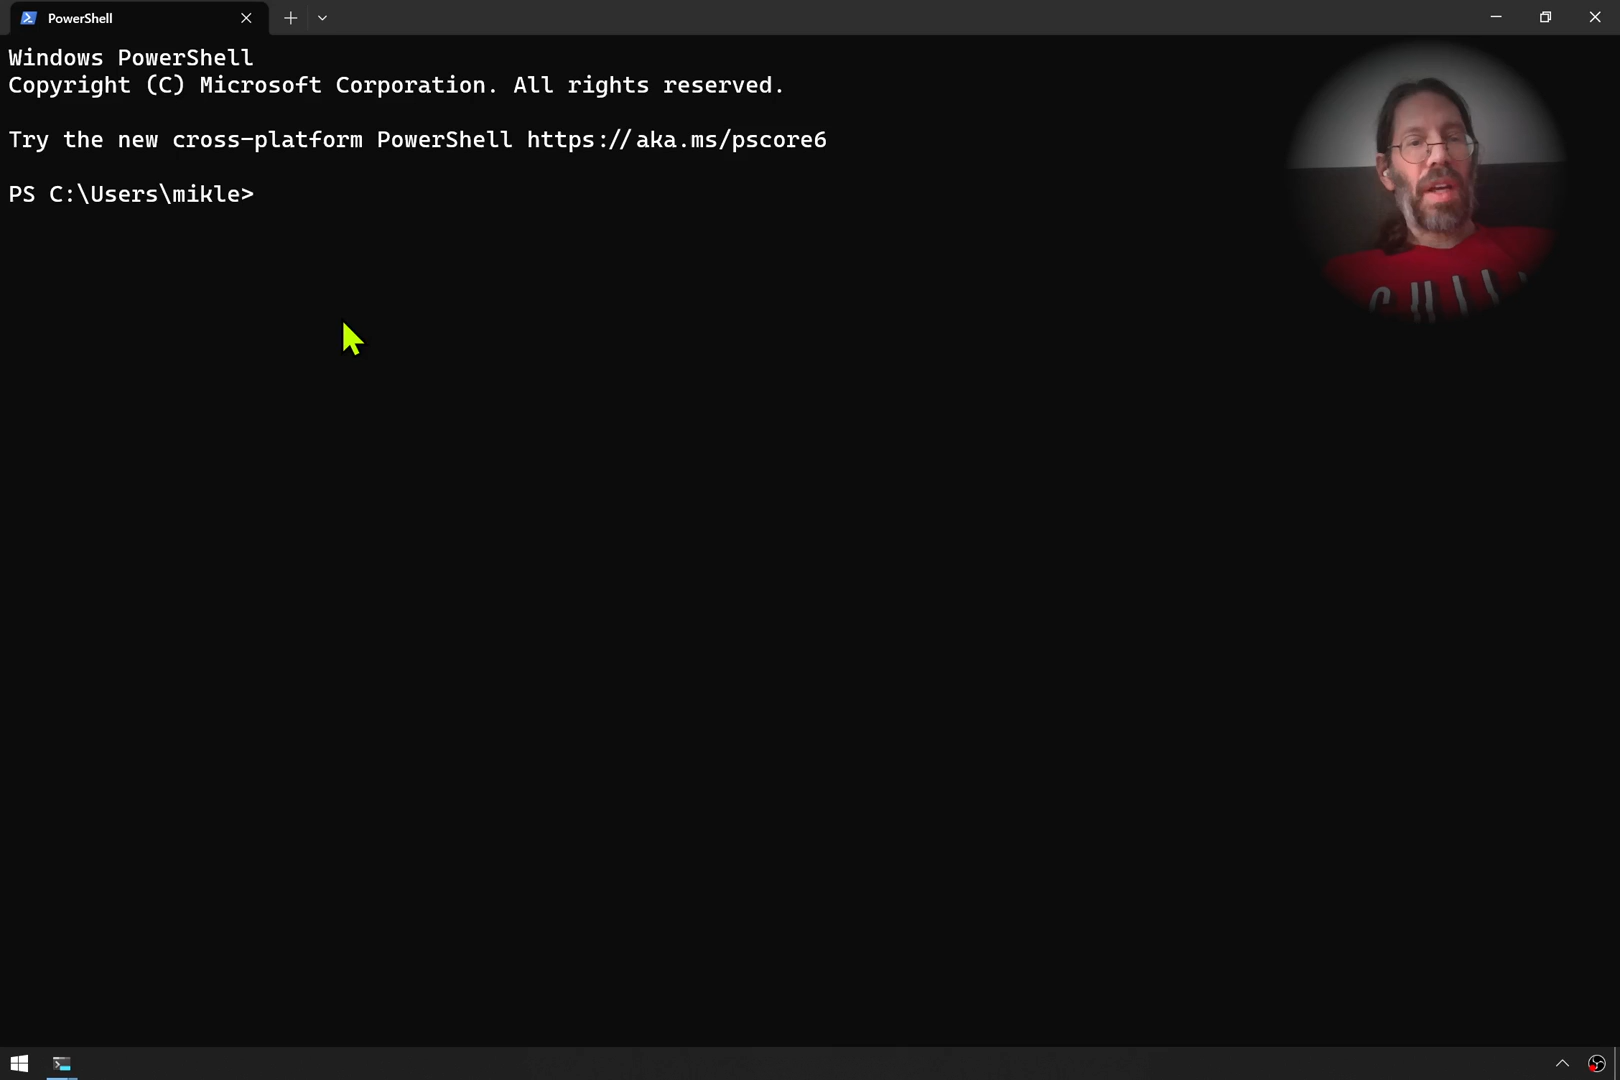 PowerShell
Windows PowerShell
Copyright (C) Microsoft Corporation. All rights reserved.
Try the new cross-platform PowerShell https://aka.ms/pscore6
PS C:\Users\mikle>